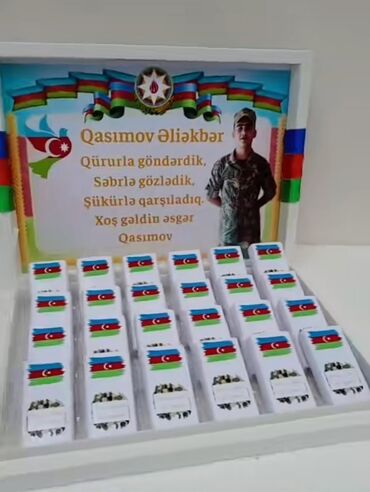 Qasımov Əliəkbər
Qürurla göndərdik,
Səbrlə gözlədik,
Şükürlə qarşıladıq.
Xoş gəldin əsgər
Qasımov